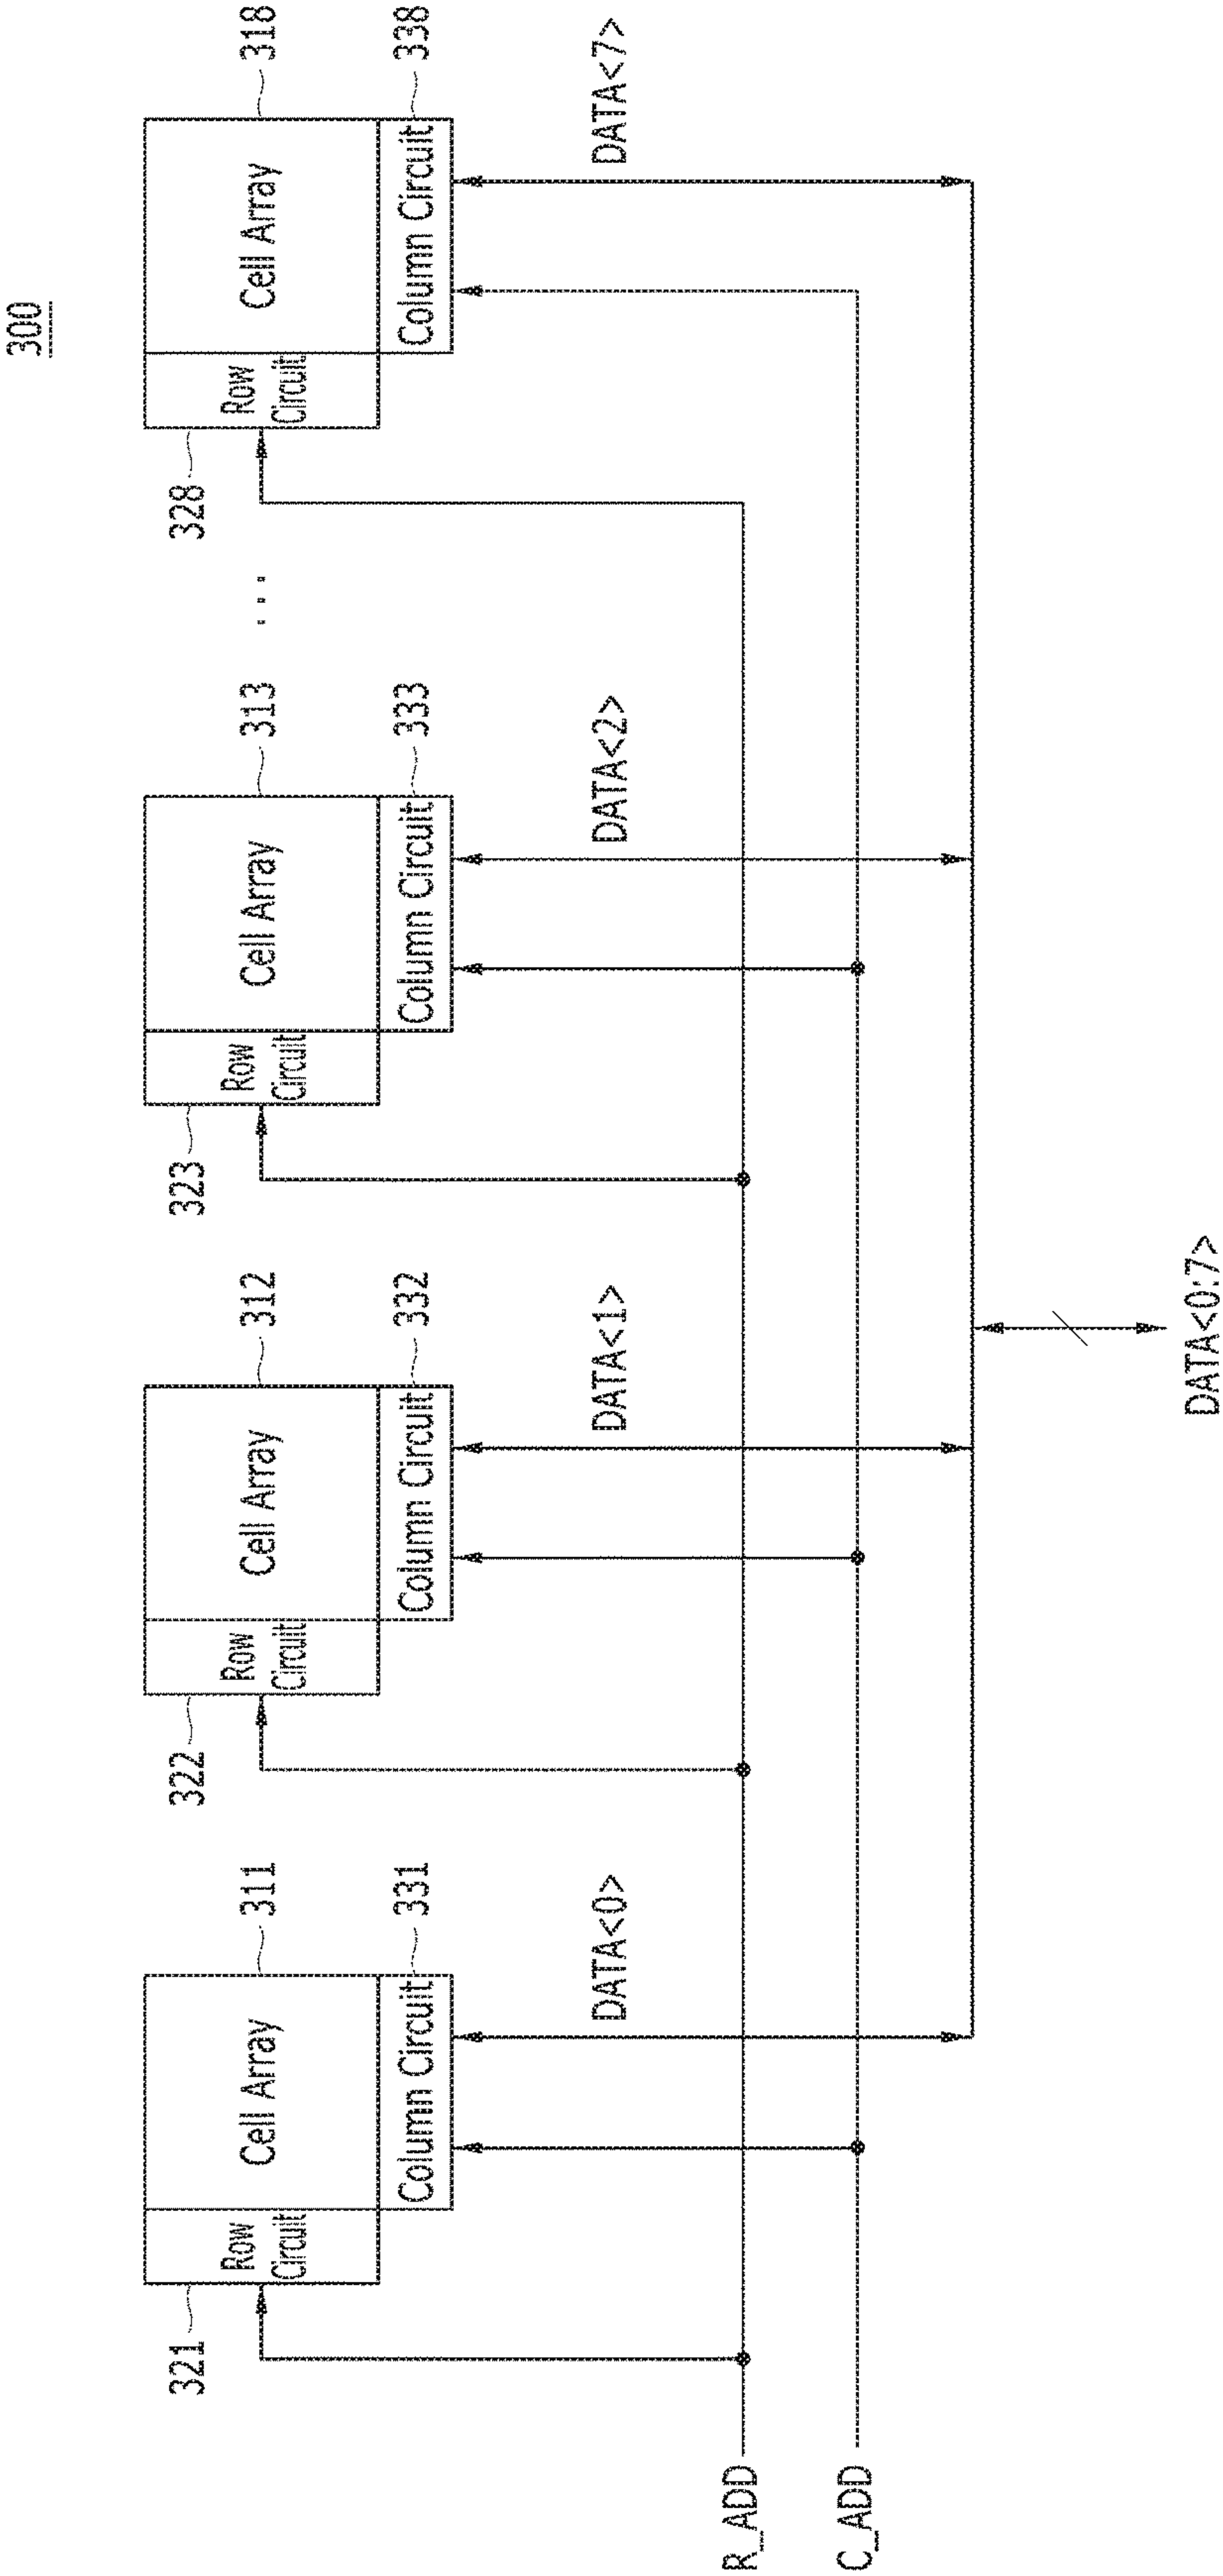 300
321
Row
Circuit
Cell Array
311
Column Circuit
331
322
Row
Circuit
Cell Array
312
Column Circuit
332
323
Row
Circuit
Cell Array
313
Column Circuit
333
...
328
Row
Circuit
Cell Array
318
Column Circuit
338
DATA<0>
DATA<1>
DATA<2>
DATA<7>
R_ADD
C_ADD
DATA<0:7>